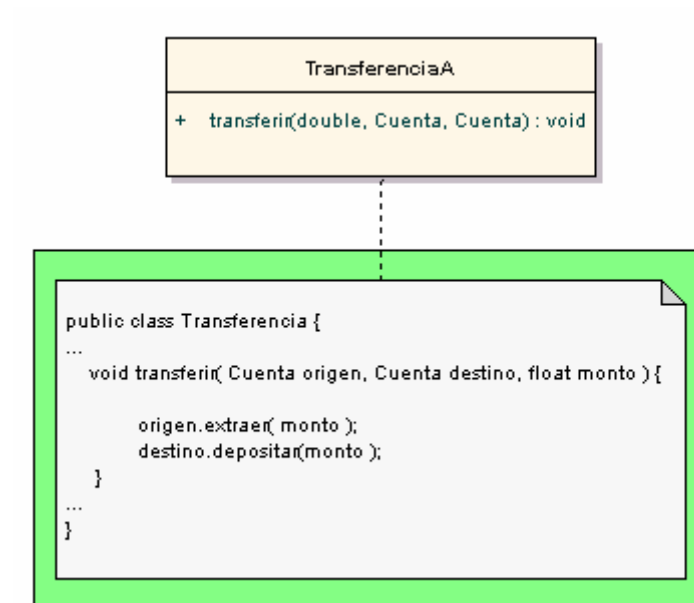 TransferenciaA
+ transferir(double, Cuenta, Cuenta) : void
public class Transferencia {
...
void transferir( Cuenta origen, Cuenta destino, float monto ) {
origen.extraer( monto );
destino.depositar(monto );
}
...
}